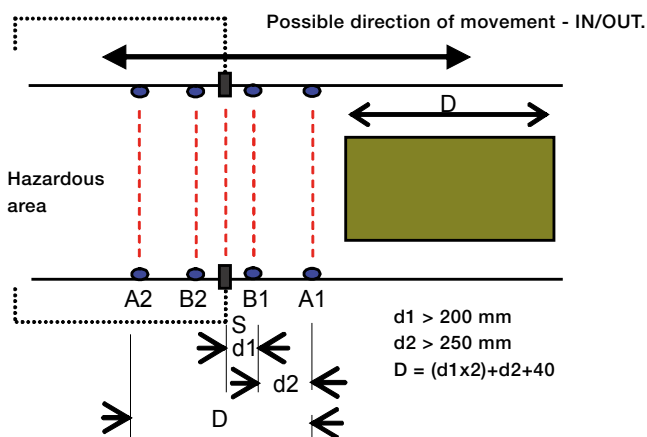 Possible direction of movement - IN/OUT.
D
Hazardous
area
A2 B2 B1 A1
S
d1
d2
D
d1 > 200 mm
d2 > 250 mm
D = (d1x2)+d2+40